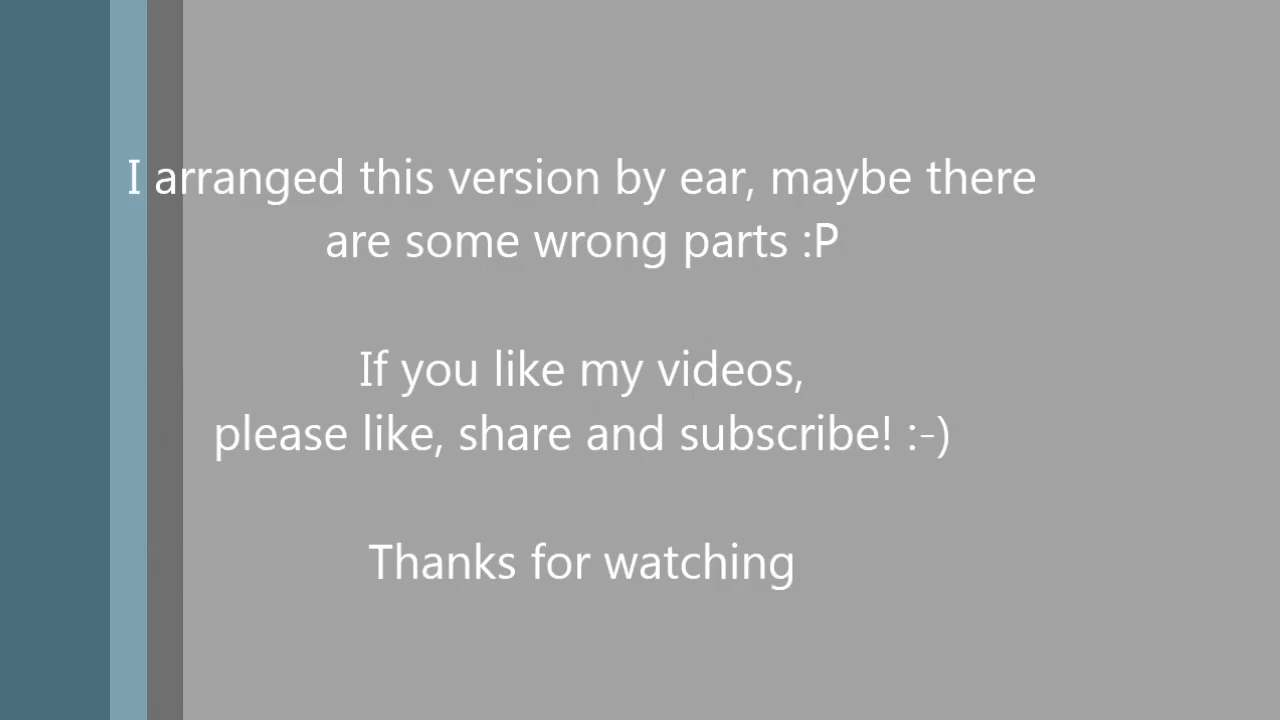 I arranged this version by ear, maybe there
are some wrong parts :P
If you like my videos,
please like, share and subscribe! :-)
Thanks for watching